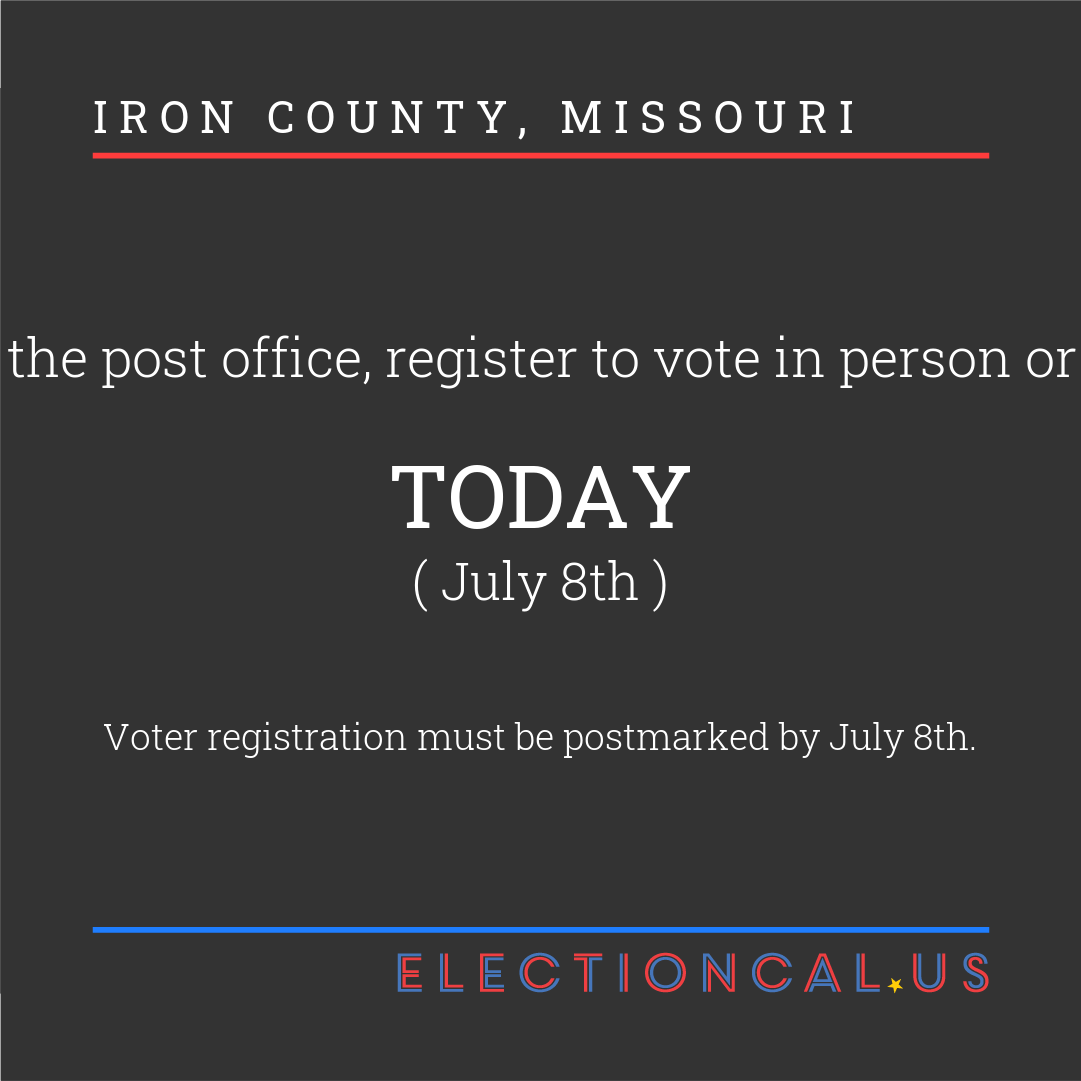 IRON COUNTY, MISSOURI
the post office, register to vote in person or
TODAY
( July 8th )
Voter registration must be postmarked by July 8th.
ELECTIONCAL.US